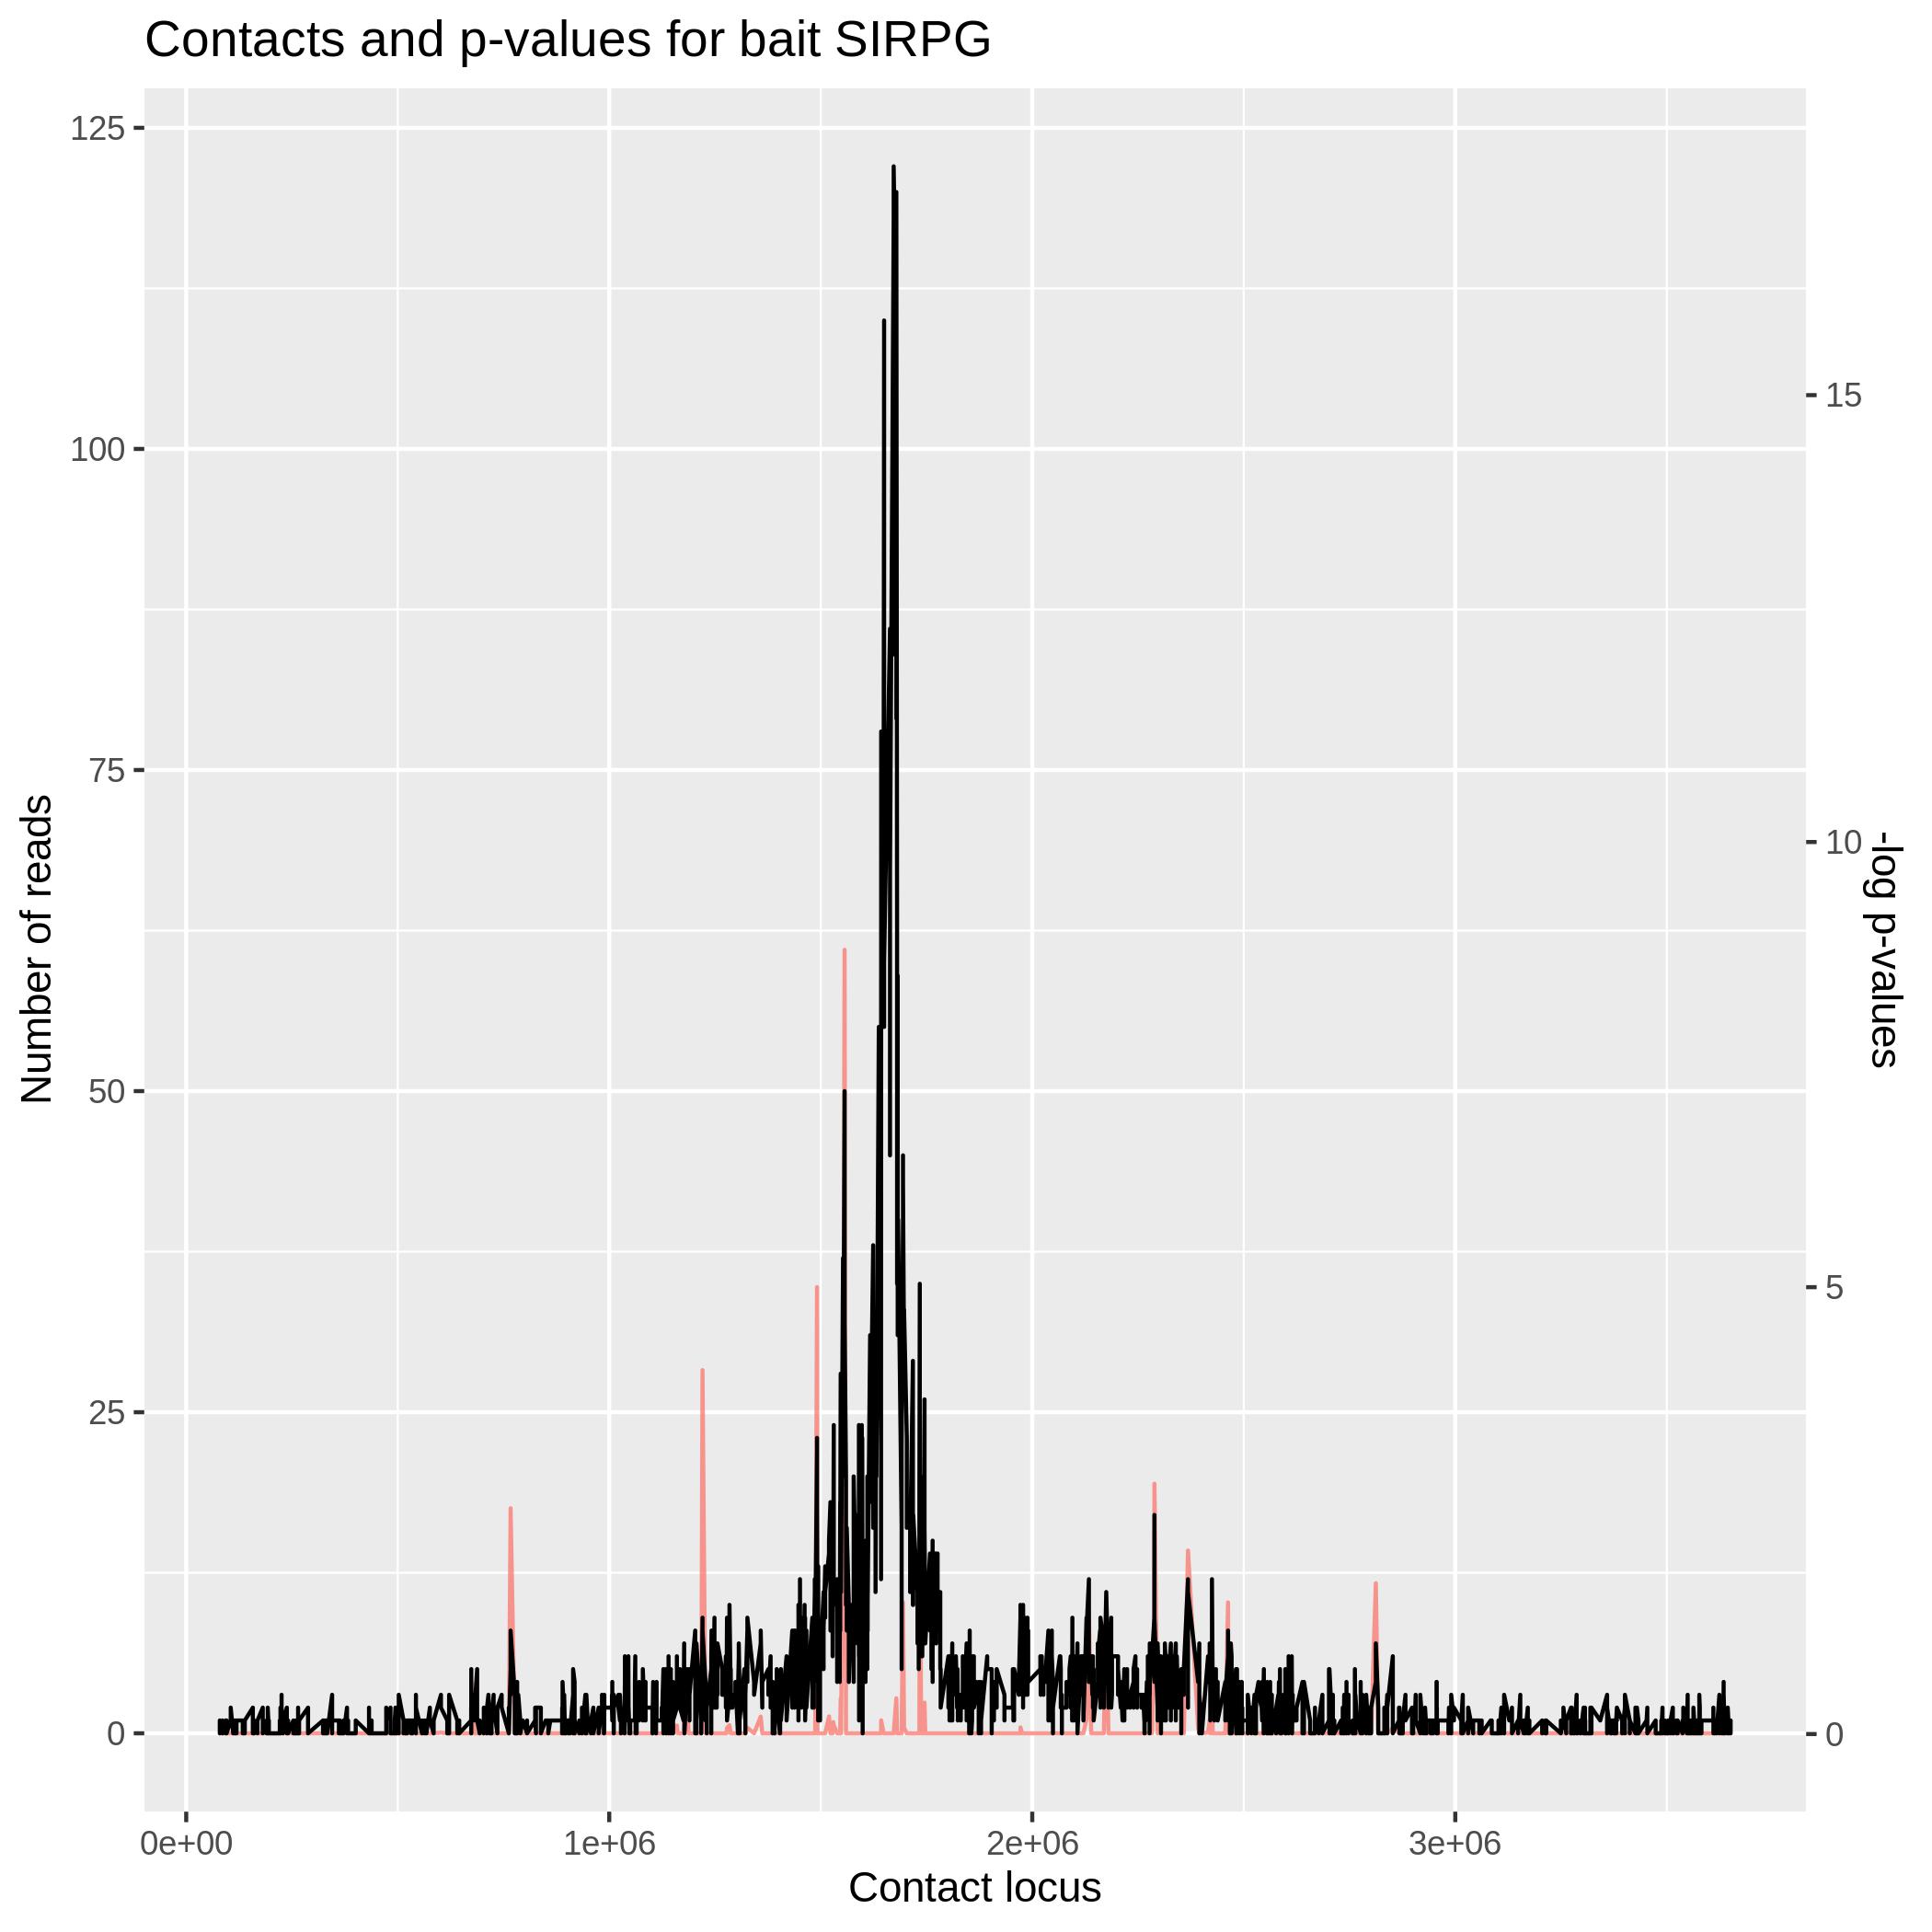 Contacts and p-values for bait SIRPG
125
100
75
50
25
0
Number of reads
15
10
5
0
-log p-values
0e+00 1e+06 2e+06 3e+06
Contact locus